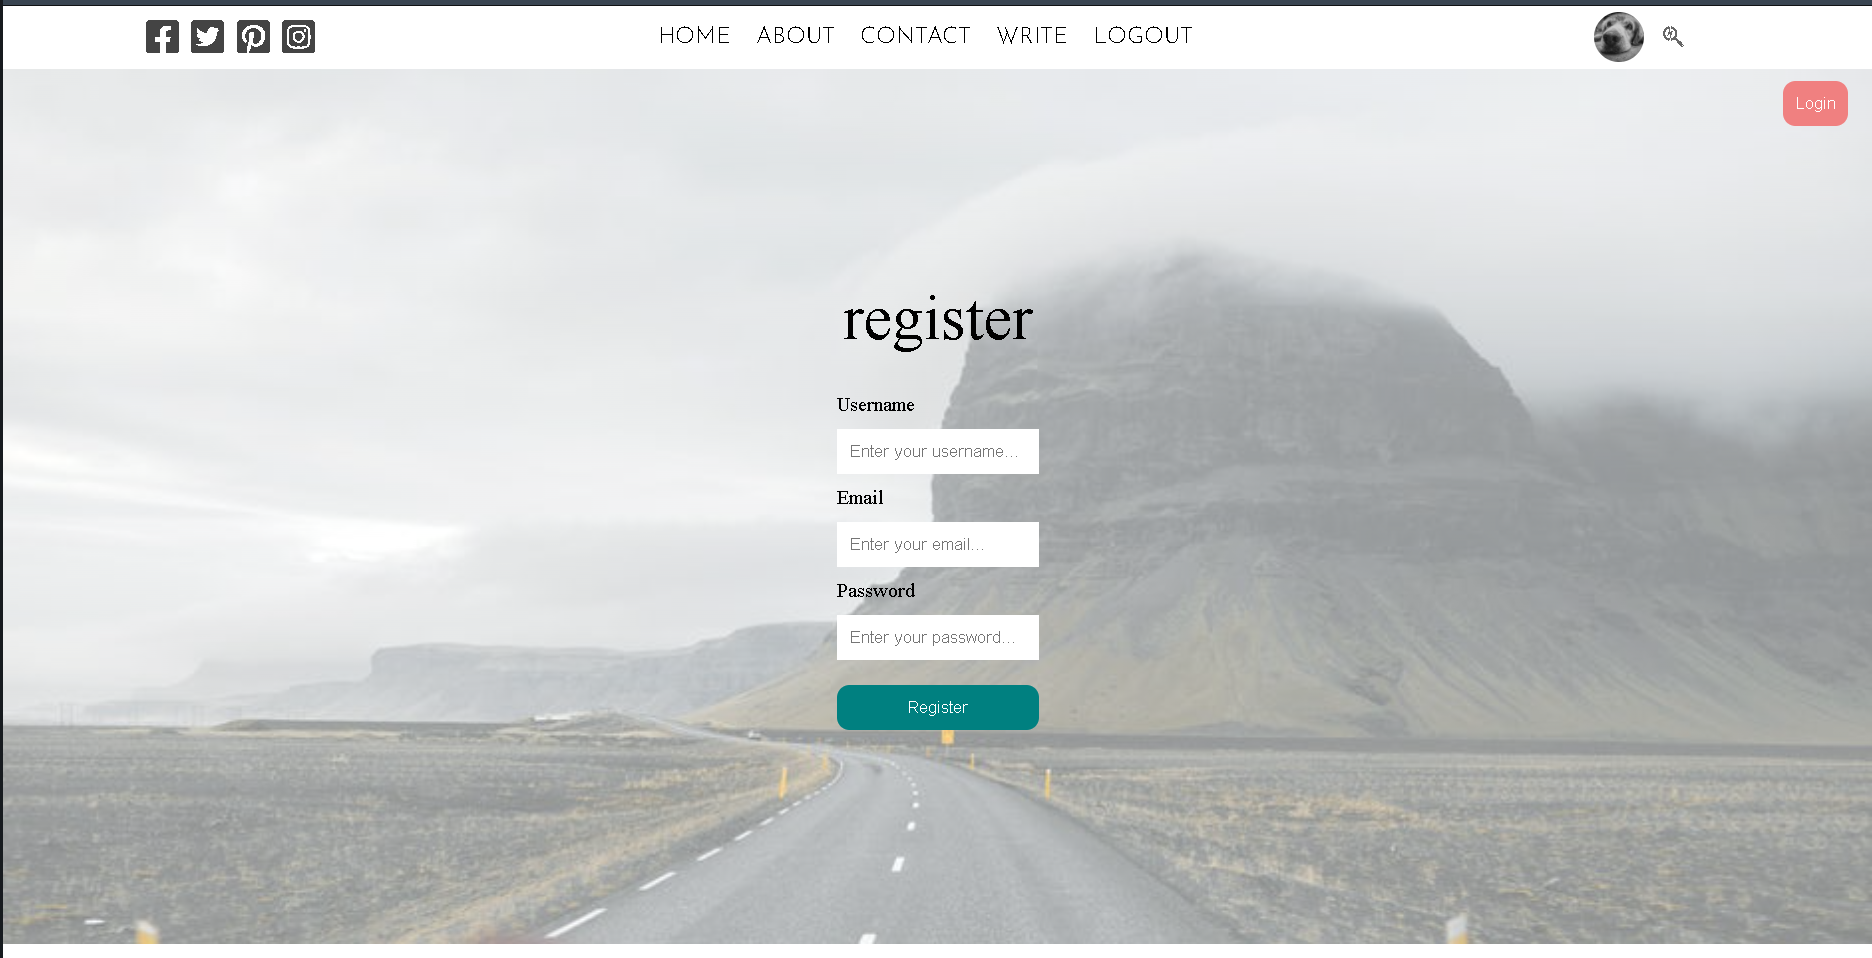 HOME ABOUT CONTACT WRITE LOGOUT
Login
register
Username
Enter your username...
Email
Enter your email...
Password
Enter your password...
Register